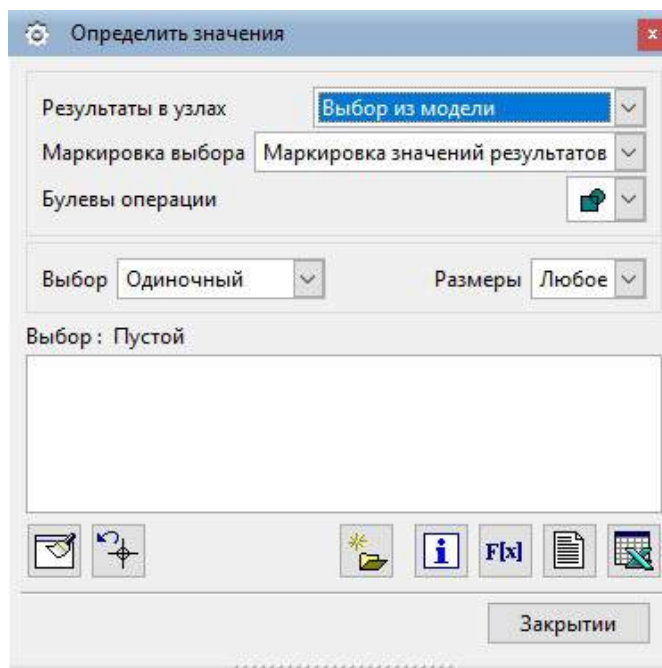 Определить значения
Результаты в узлах Выбор из модели
Маркировка выбора Маркировка значений результатов
Булевы операции
Выбор Одиночный Размеры Любое
Выбор : Пустой
i F[x]
Закрытии